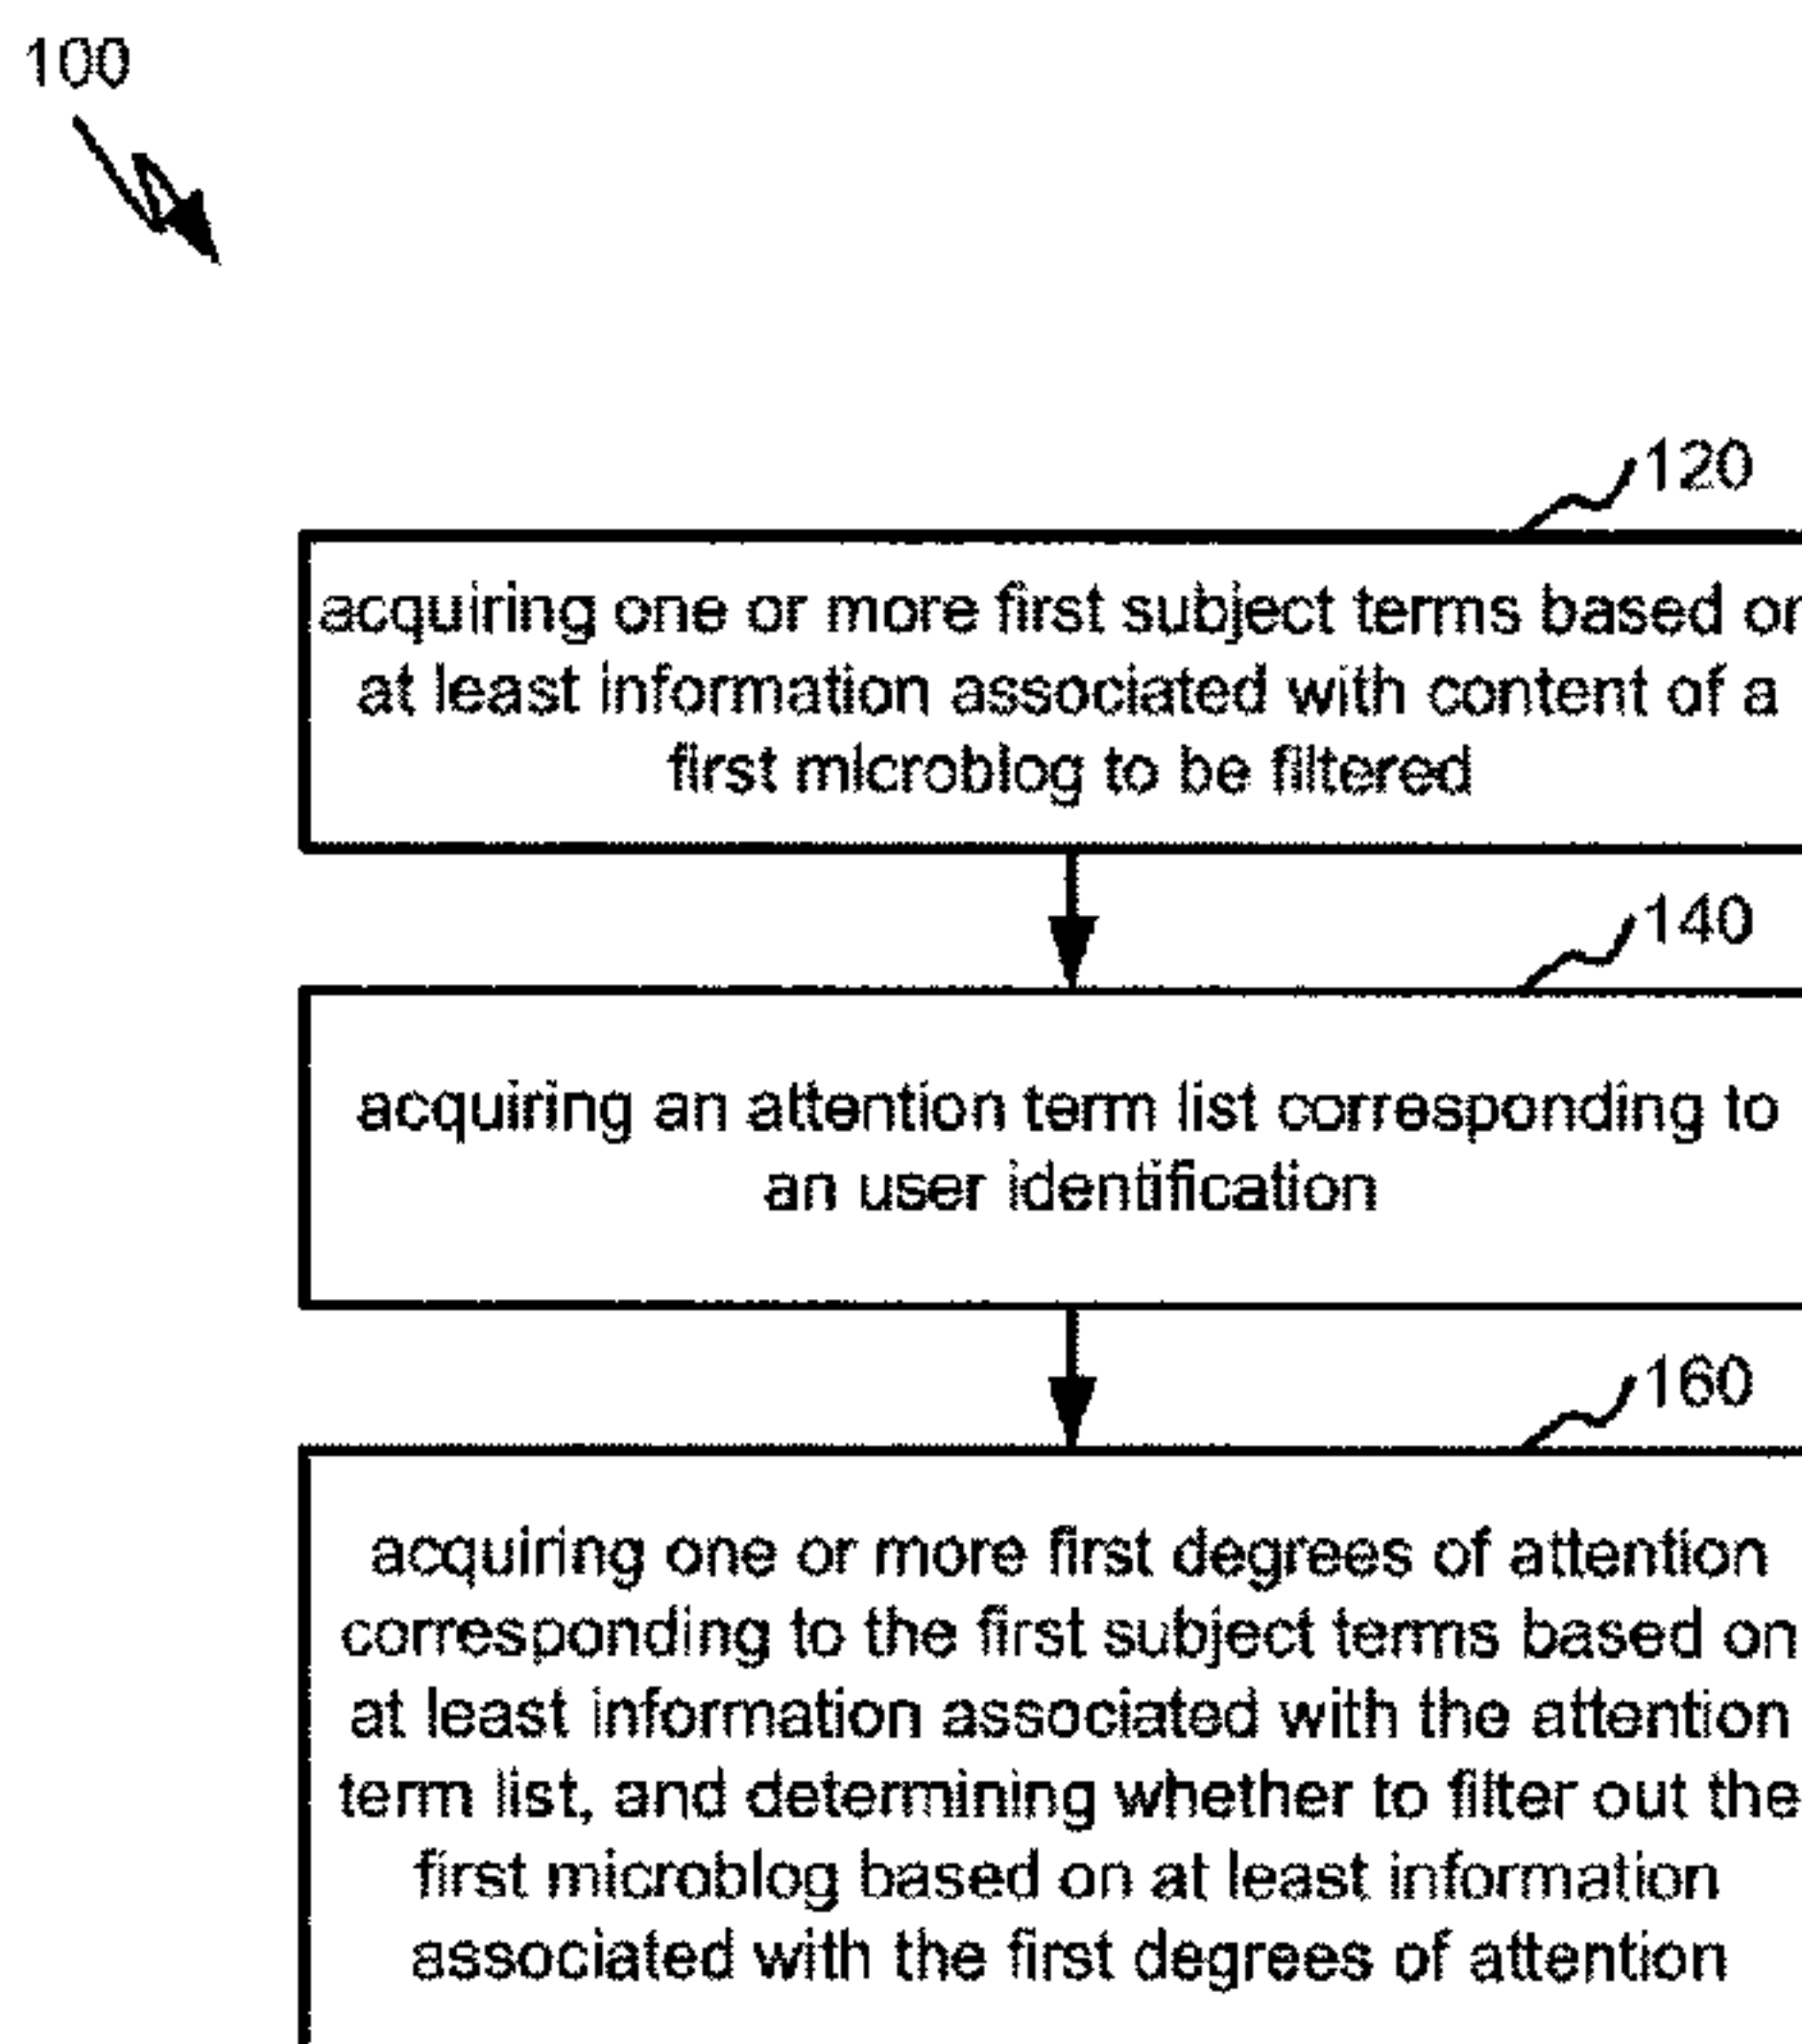 100
120
acquiring one or more first subject terms based on
at least information associated with content of a
first microblog to be filtered
140
acquiring an attention term list corresponding to
an user identification
160
acquiring one or more first degrees of attention
corresponding to the first subject terms based on
at least information associated with the attention
term list, and determining whether to filter out the
first microblog based on at least information
associated with the first degrees of attention